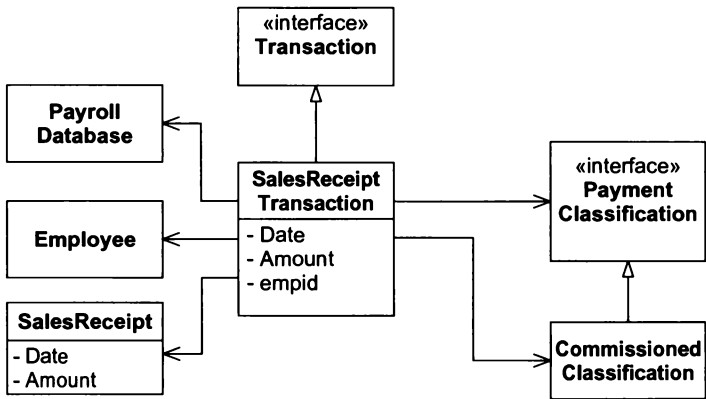 «interface»
Transaction
Payroll
Database
SalesReceipt
Transaction
- Date
- Amount
- empid
«interface»
Payment
Classification
Employee
SalesReceipt
- Date
- Amount
Commissioned
Classification